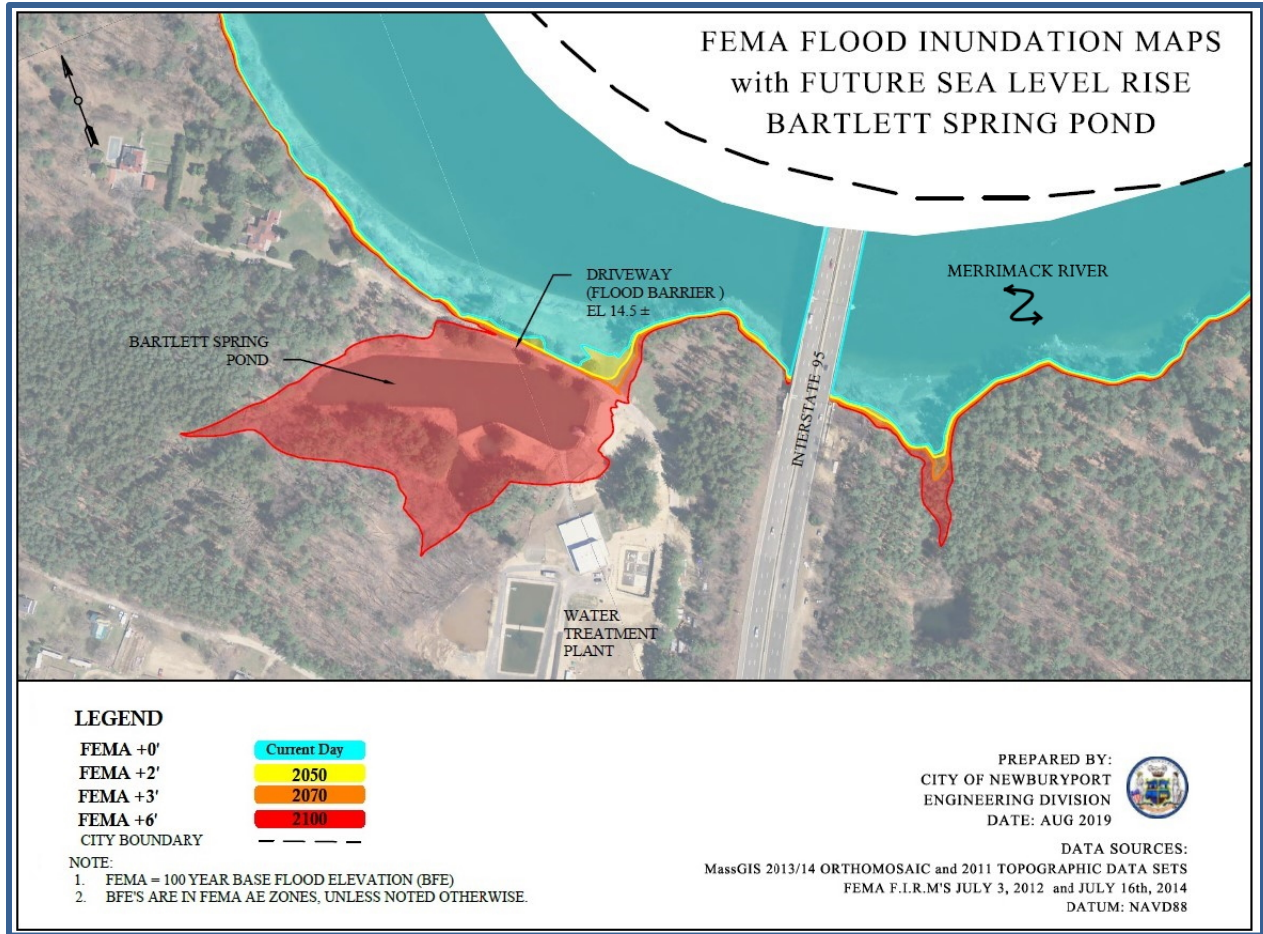 FEMA FLOOD INUNDATION MAPS
with FUTURE SEA LEVEL RISE
BARTLETT SPRING POND
DRIVEWAY
(FLOOD BARRIER )
EL 14.5 ±
MERRIMACK RIVER
BARTLETT SPRING
POND
INTERSTATE 95
WATER
TREATMENT
PLANT
LEGEND
FEMA +0' Current Day
FEMA +2' 2050
FEMA +3' 2070
FEMA +6' 2100
CITY BOUNDARY
NOTE:
1. FEMA = 100 YEAR BASE FLOOD ELEVATION (BFE)
2. BFE'S ARE IN FEMA AE ZONES, UNLESS NOTED OTHERWISE.
PREPARED BY:
CITY OF NEWBURYPORT
ENGINEERING DIVISION
DATE: AUG 2019
DATA SOURCES:
MassGIS 2013/14 ORTHOMOSAIC and 2011 TOPOGRAPHIC DATA SETS
FEMA F.I.R.M'S JULY 3, 2012 and JULY 16th, 2014
DATUM: NAVD88